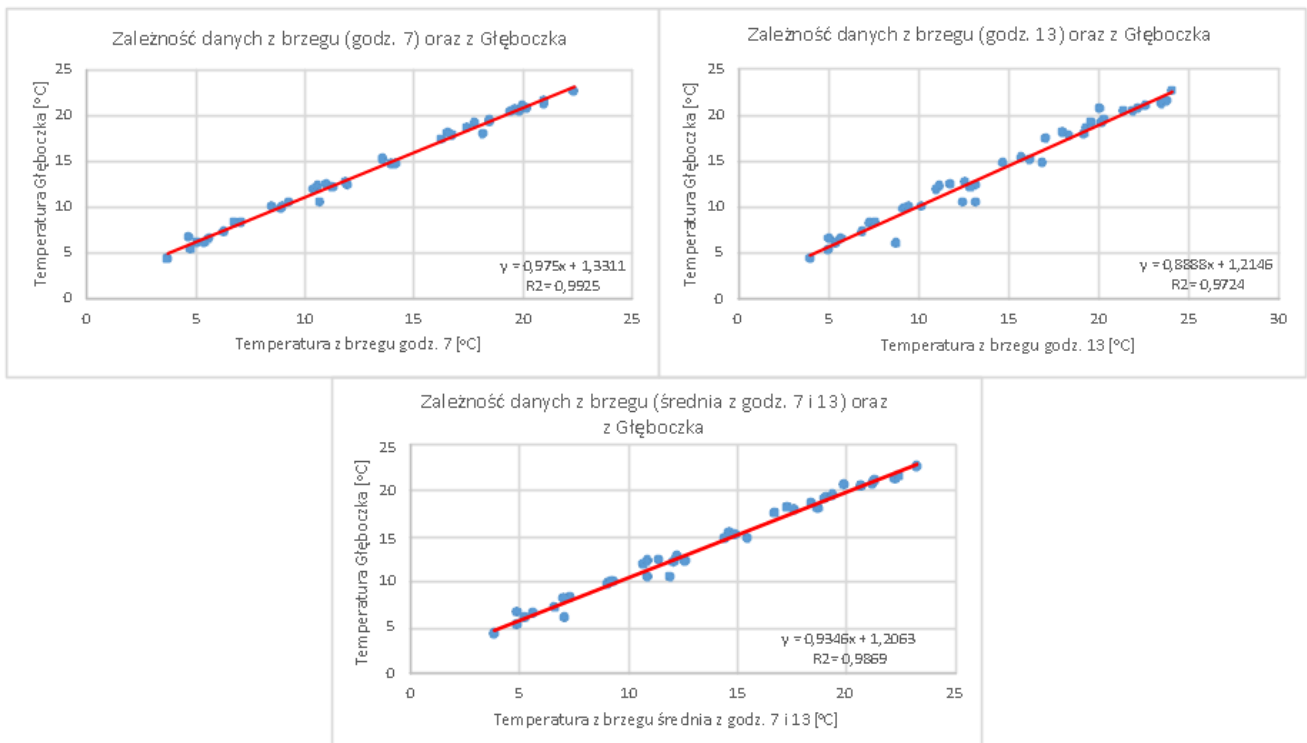 Zależność danych z brzegu (godz. 7) oraz z Głęboczka
Temperatura Głęboczka [°C]
25
20
15
10
5
0
y = 0,975x + 1,3311
R2 = 0,9925
0 5 10 15 20 25
Temperatura z brzegu godz. 7 [°C]
Zależność danych z brzegu (godz. 13) oraz z Głęboczka
Temperatura Głęboczka [°C]
25
20
15
10
5
0
y = 0,8888x + 1,2146
R2 = 0,9724
0 5 10 15 20 25 30
Temperatura z brzegu godz. 13 [°C]
Zależność danych z brzegu (średnia z godz. 7 i 13) oraz
z Głęboczka
Temperatura Głęboczka [°C]
25
20
15
10
5
0
y = 0,9346x + 1,2063
R2 = 0,9869
0 5 10 15 20 25
Temperatura z brzegu średnia z godz. 7 i 13 [°C]